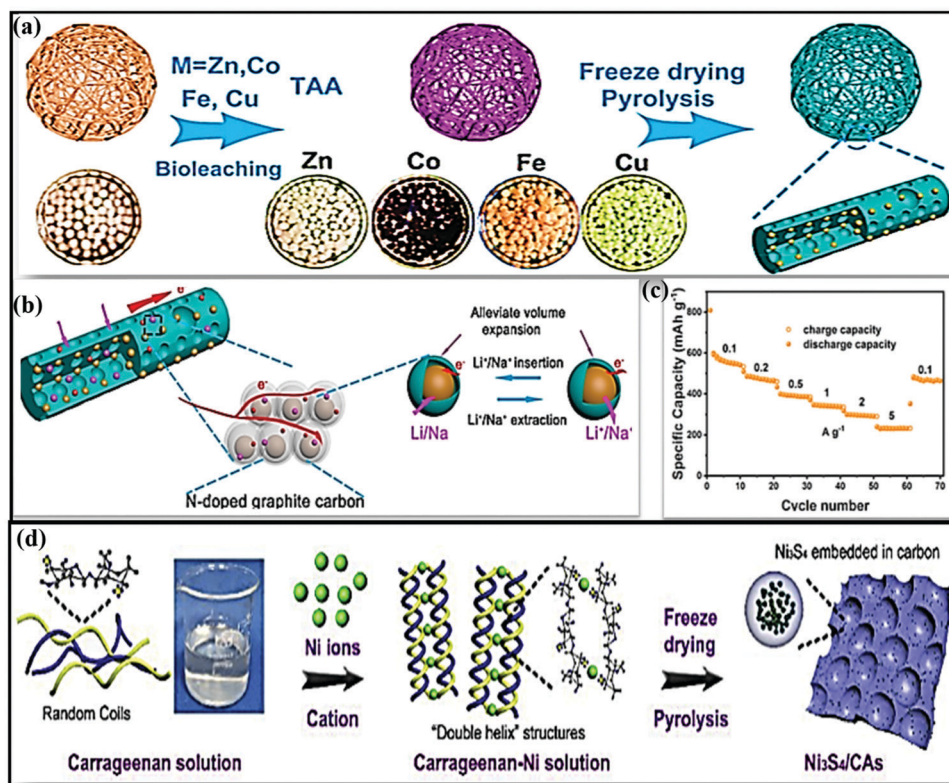 (a)
M=Zn,Co
Fe, Cu
Bioleaching
TAA
Freeze drying
Pyrolysis
Zn
Co
Fe
Cu
(b)
e⁻
e⁻
N-doped graphite carbon
Alleviate volume
expansion
e⁻
Li⁺/Na⁺ insertion
e⁻
Li⁺/Na⁺ extraction
Li/Na
Li⁺/Na⁺
(c)
Specific Capacity (mAh g⁻¹)
800
600
400
200
0
charge capacity
discharge capacity
0.1
0.2
0.5
1
2
5
0.1
A g⁻¹
0 10 20 30 40 50 60 70
Cycle number
(d)
Random Coils
Carrageenan solution
Ni ions
Cation
"Double helix" structures
Carrageenan-Ni solution
Freeze
drying
Pyrolysis
Ni₃S₄ embedded in carbon
Ni₃S₄/CAs